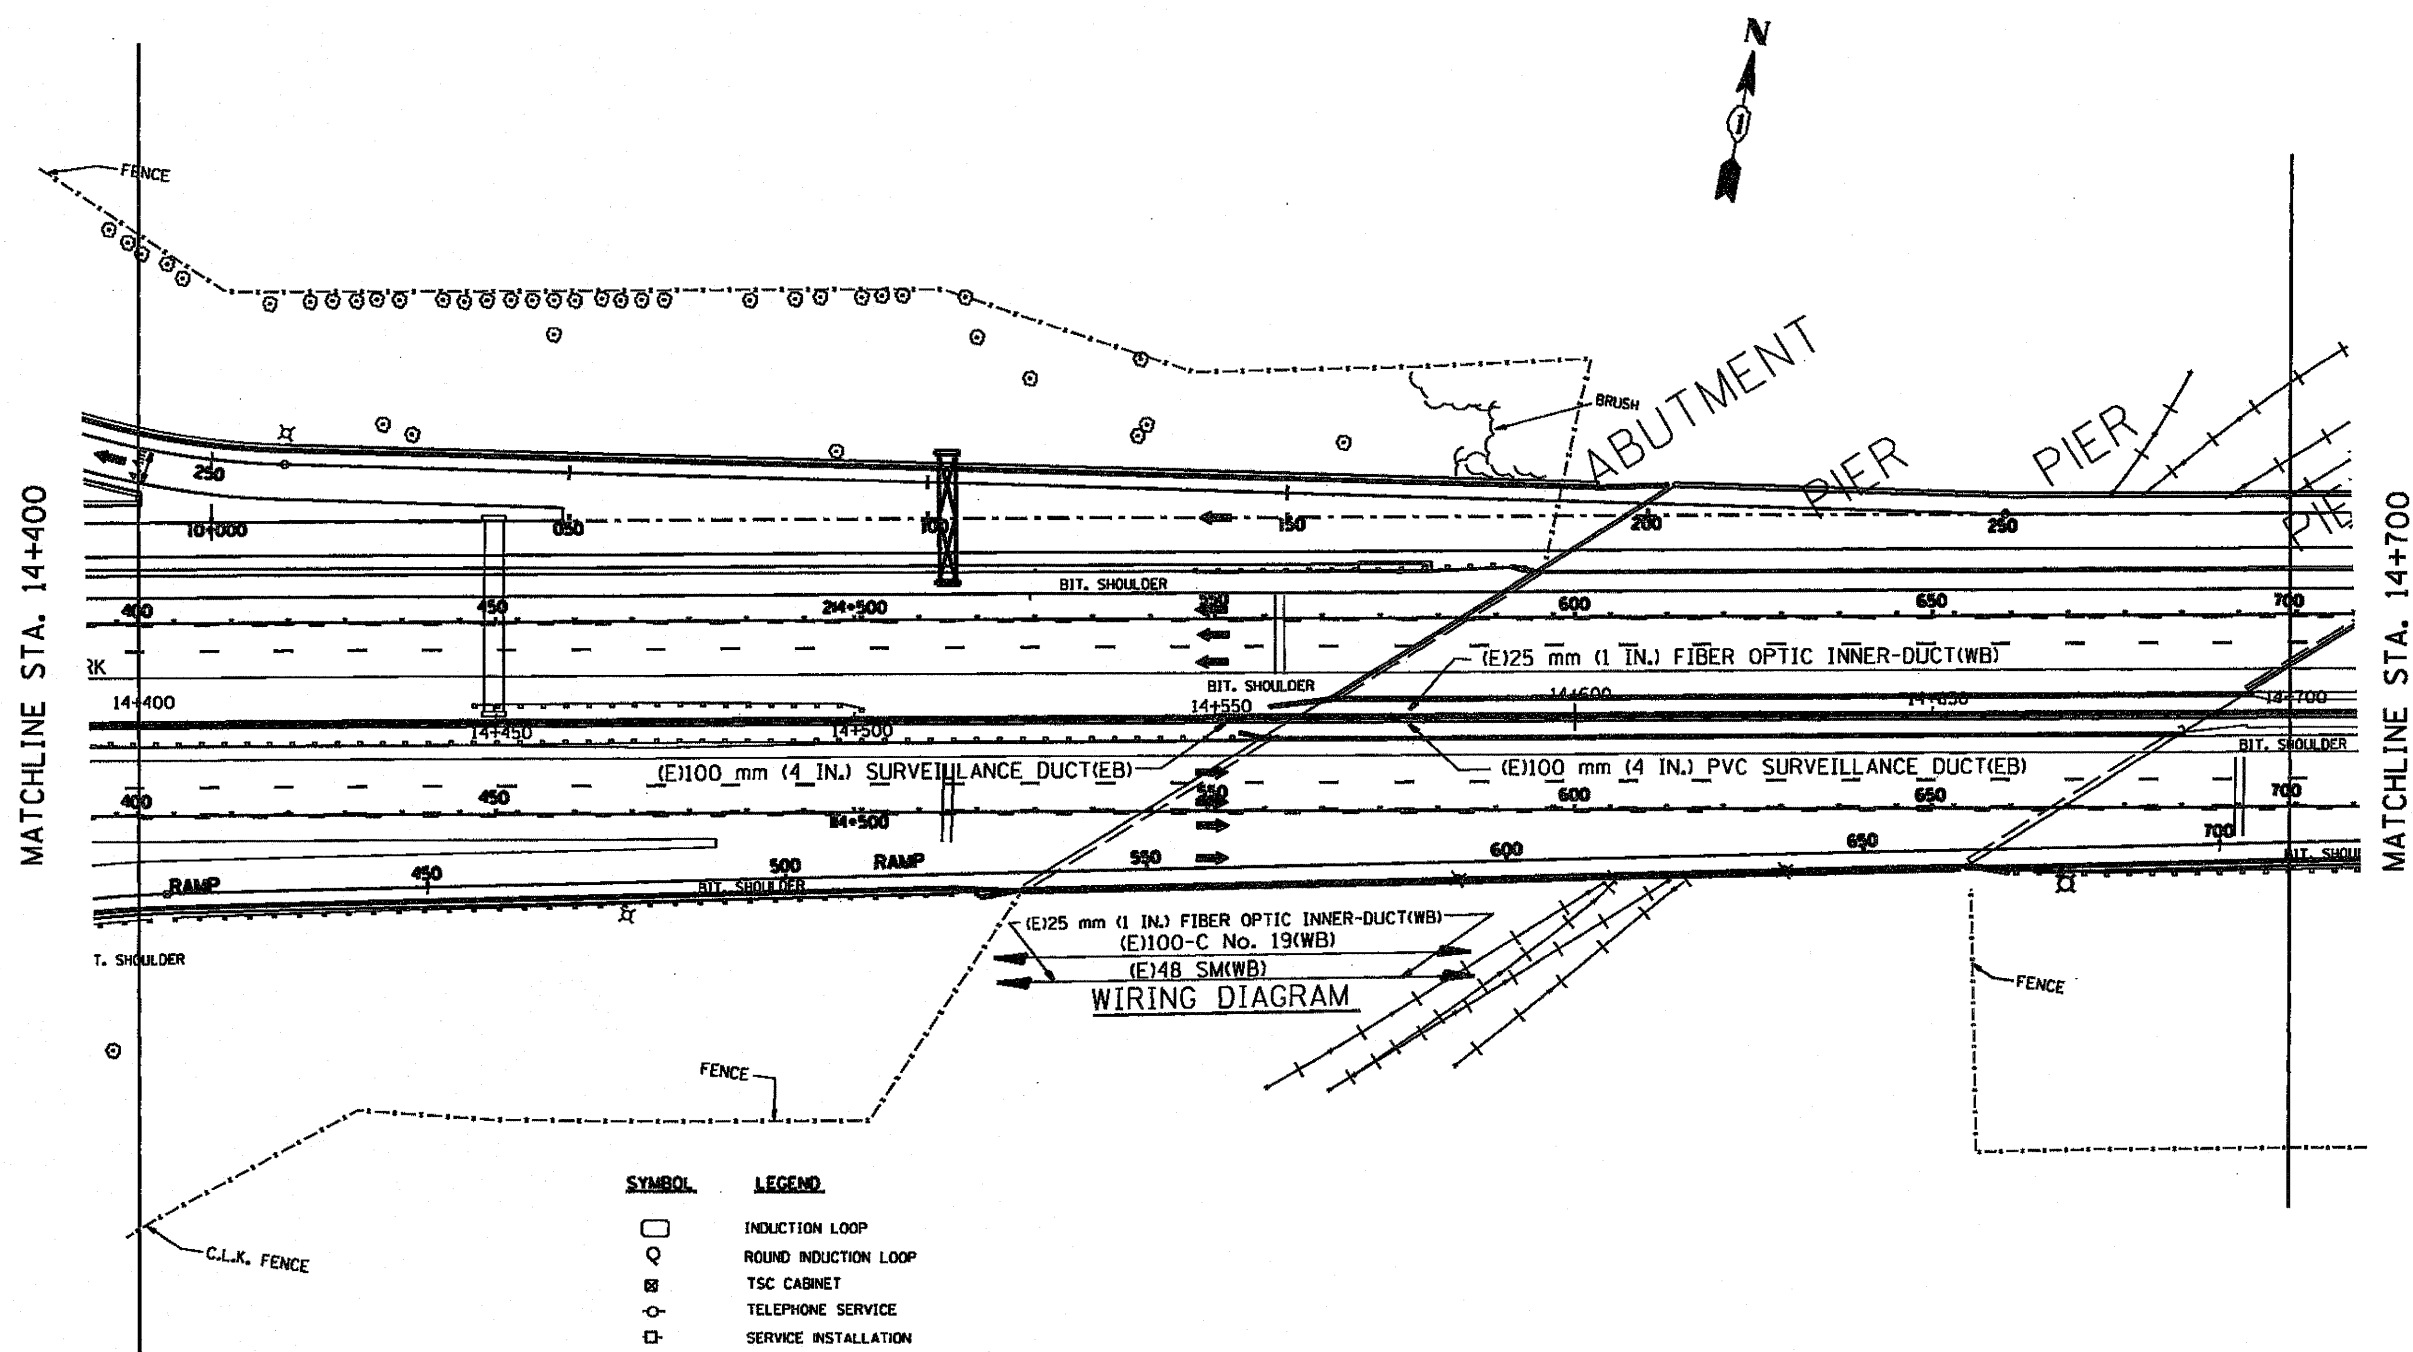 N
1
FENCE
ABUTMENT
BRUSH
PIER
PIER
MATCHLINE STA. 14+400
MATCHLINE STA. 14+700
250
10+000
050
100
150
200
250
BIT. SHOULDER
400
450
214+500
550
600
650
700
(E)25 mm (1 IN.) FIBER OPTIC INNER-DUCT(WB)
BIT. SHOULDER
14+400
14+550
14+600
14+650
14+700
14+450
14+500
BIT. SHOULDER
(E)100 mm (4 IN.) SURVEILLANCE DUCT(EB)
(E)100 mm (4 IN.) PVC SURVEILLANCE DUCT(EB)
400
450
550
600
650
700
114+500
RAMP
450
BIT. SHOULDER
500
RAMP
550
600
650
700
(E)25 mm (1 IN.) FIBER OPTIC INNER-DUCT(WB)
(E)100-C No. 19(WB)
(E)48 SM(WB)
WIRING DIAGRAM
T. SHOULDER
FENCE
FENCE
C.L.K. FENCE
SYMBOL LEGEND
INDUCTION LOOP
ROUND INDUCTION LOOP
TSC CABINET
TELEPHONE SERVICE
SERVICE INSTALLATION